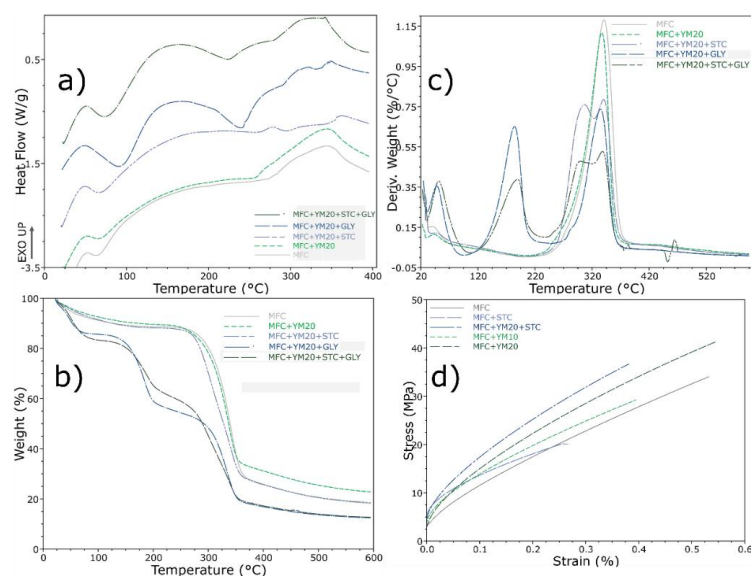 a)
0.5
-1.5
-3.5
Heat Flow (W/g)
EXO UP
MFC+YM20+STC+GLY
MFC+YM20+GLY
MFC+YM20+STC
MFC+YM20
MFC
0 100 200 300 400
Temperature (°C)
c)
1.15
0.95
0.75
0.55
0.35
0.15
-0.05
Deriv. Weight (%/°C)
MFC
MFC+YM20
MFC+YM20+STC
MFC+YM20+GLY
MFC+YM20+STC+GLY
20 120 220 320 420 520
Temperature (°C)
b)
100
80
60
40
20
0
Weight (%)
MFC
MFC+YM20
MFC+YM20+STC
MFC+YM20+GLY
MFC+YM20+STC+GLY
0 100 200 300 400 500 600
Temperature (°C)
d)
50
40
30
20
10
0
Stress (MPa)
MFC
MFC+STC
MFC+YM20+STC
MFC+YM10
MFC+YM20
0.0 0.1 0.2 0.3 0.4 0.5 0.6
Strain (%)